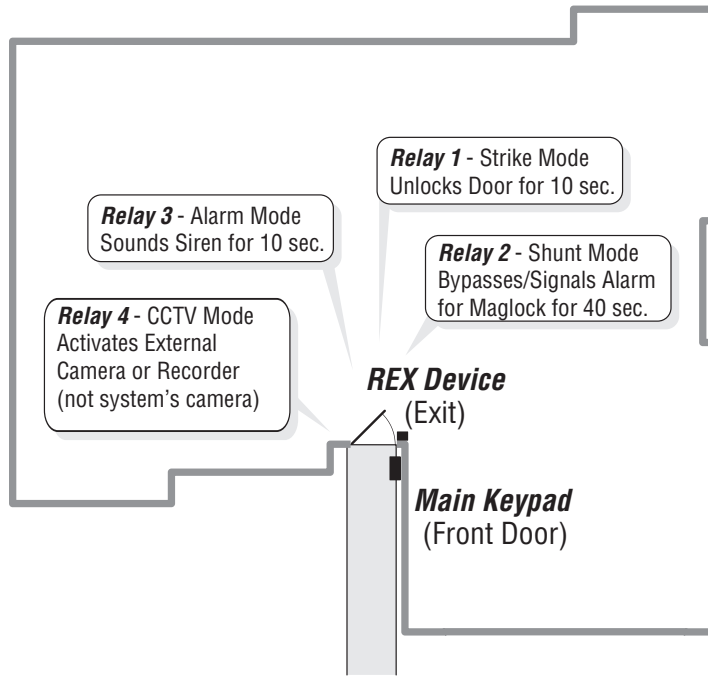 Relay 1 - Strike Mode
Unlocks Door for 10 sec.
Relay 3 - Alarm Mode
Sounds Siren for 10 sec.
Relay 2 - Shunt Mode
Bypasses/Signals Alarm
for Maglock for 40 sec.
Relay 4 - CCTV Mode
Activates External
Camera or Recorder
(not system's camera)
REX Device
(Exit)
Main Keypad
(Front Door)